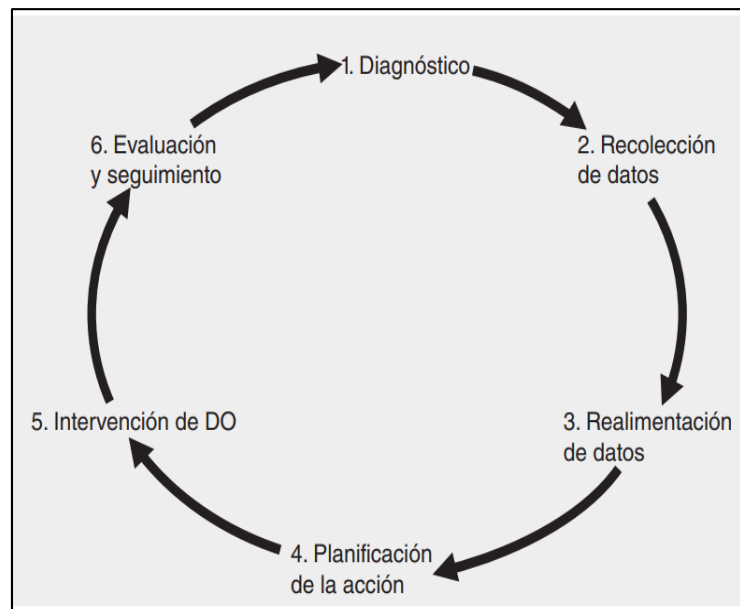 1. Diagnóstico
2. Recolección
de datos
3. Realimentación
de datos
4. Planificación
de la acción
5. Intervención de DO
6. Evaluación
y seguimiento